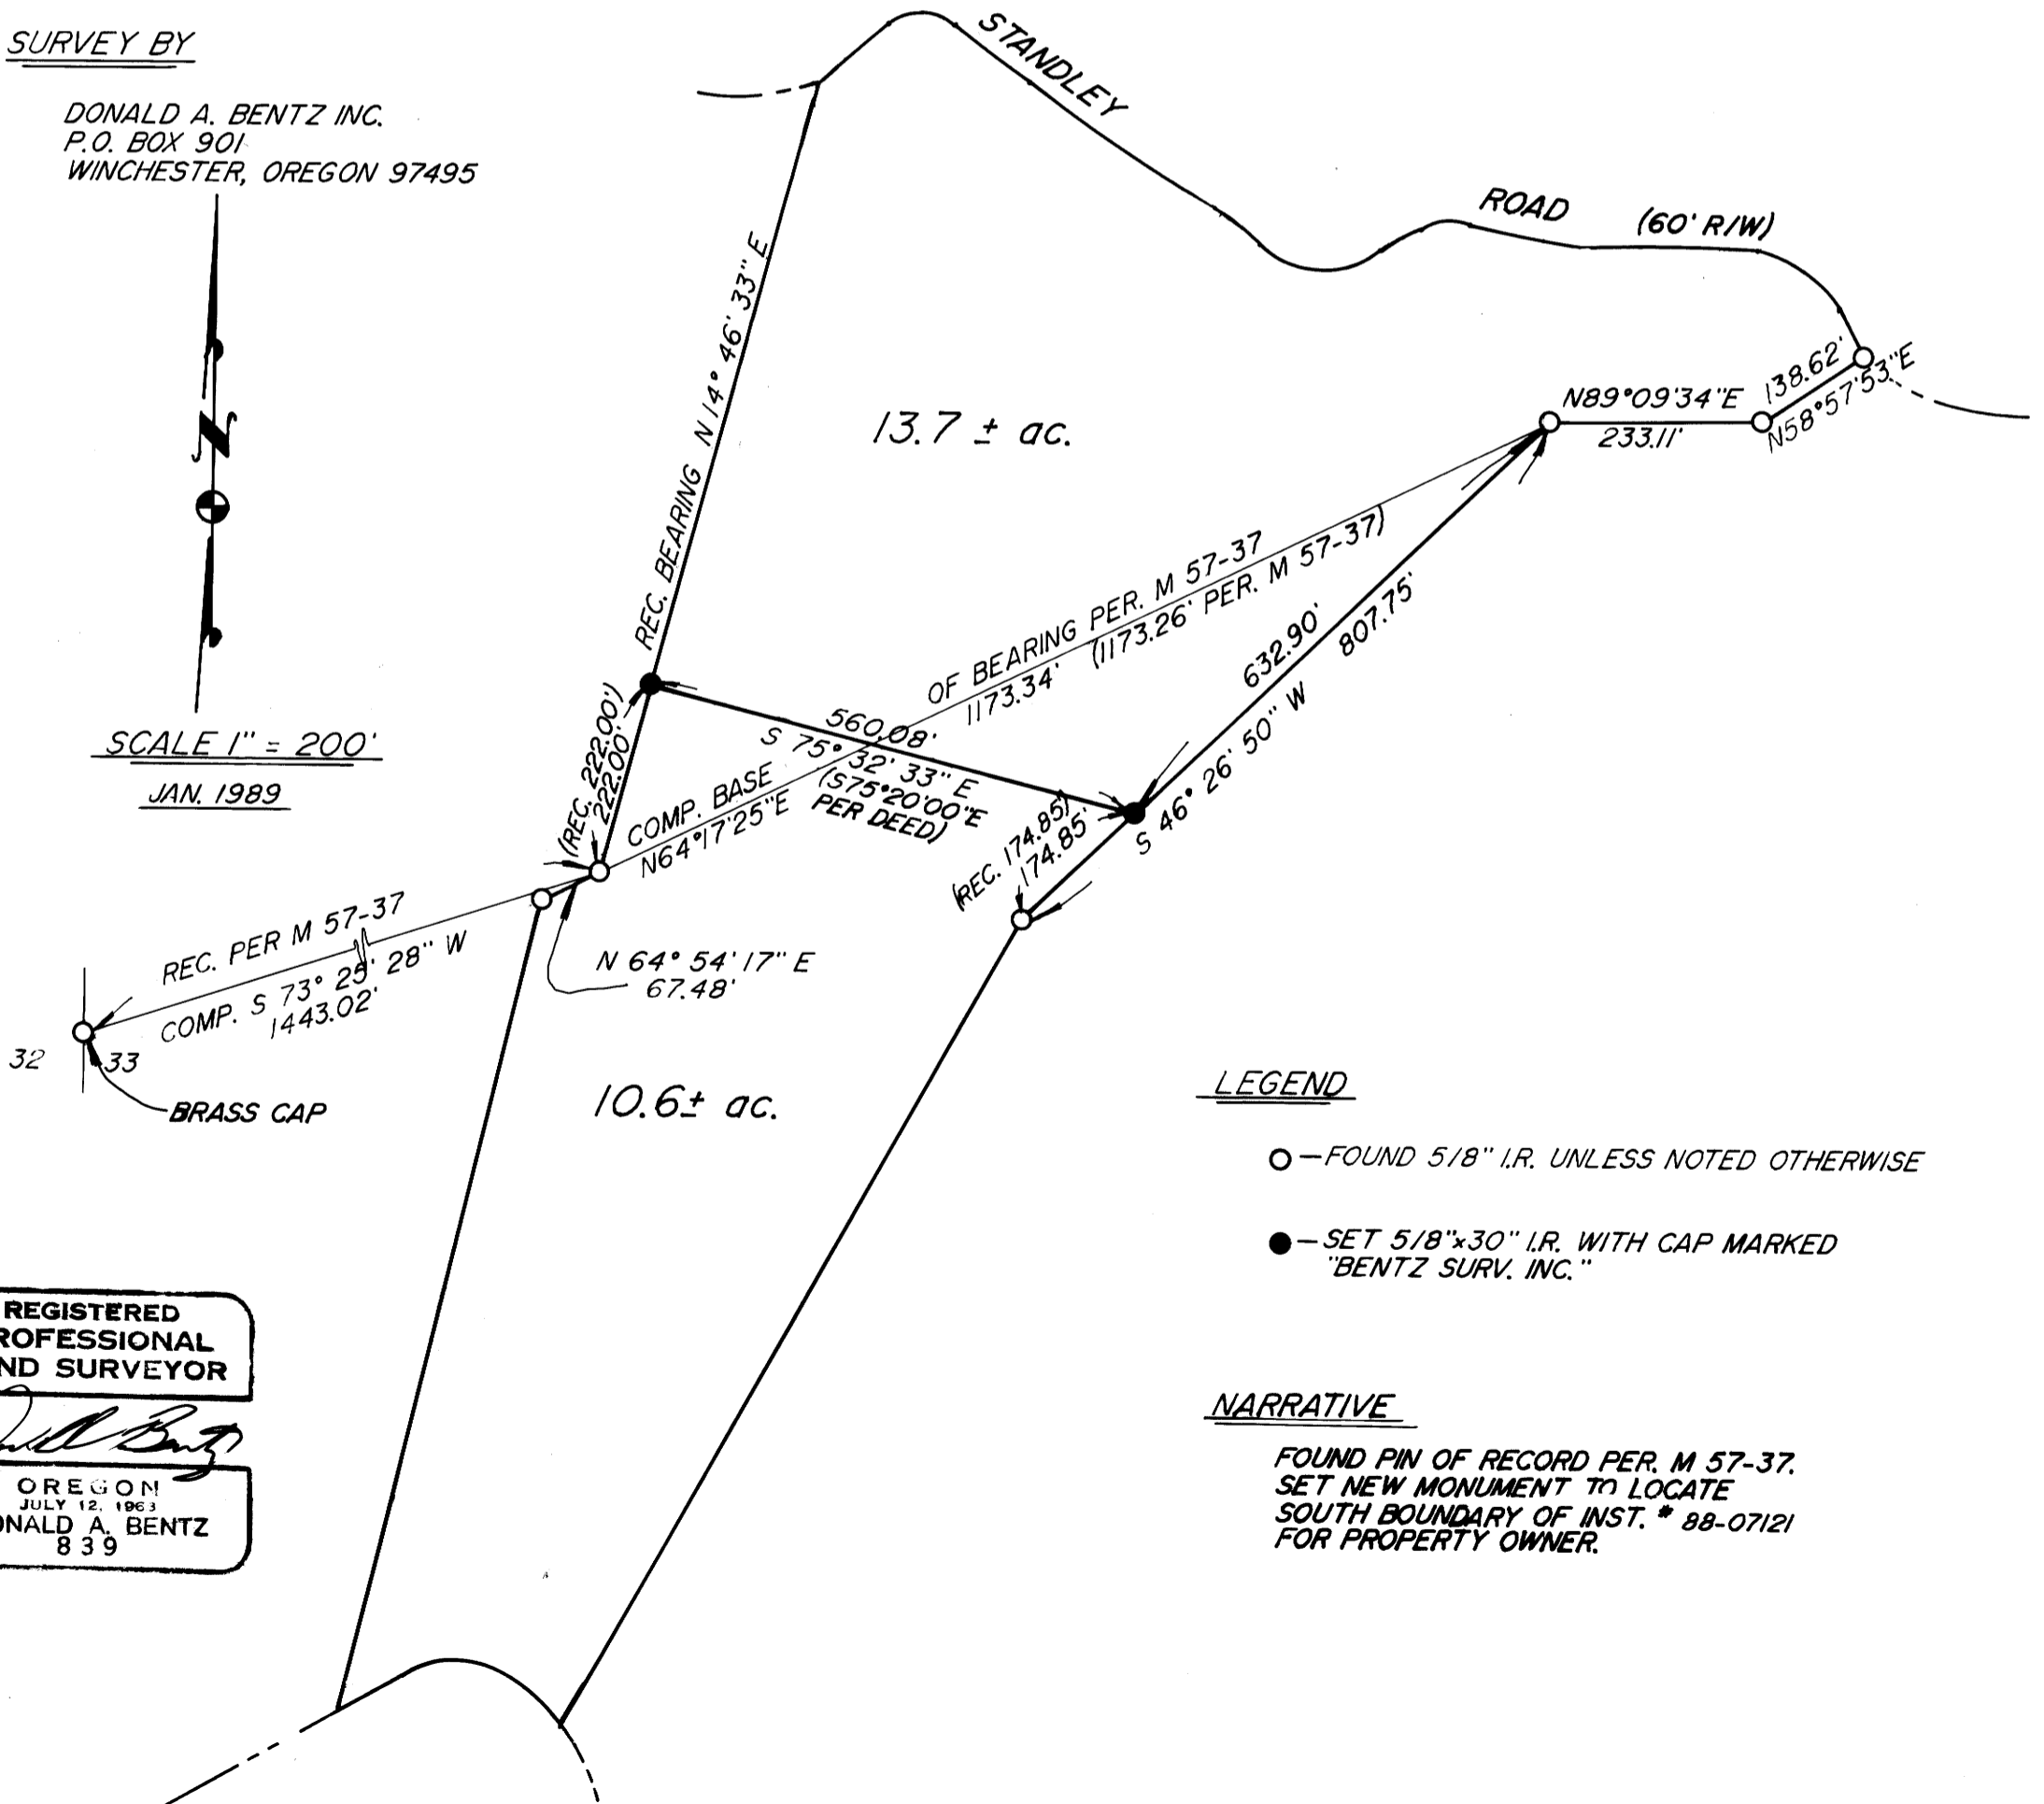 SURVEY BY
DONALD A. BENTZ INC.
P.O. BOX 901
WINCHESTER, OREGON 97495
N
SCALE 1" = 200'
JAN. 1989
STANDLEY
ROAD (60' R/W)
REC. BEARING N 14° 46' 33" E
13.7 ± ac.
N89°09'34"E
233.11'
138.62'
N58°57'53"E
OF BEARING PER. M 57-37
1173.34' (1173.26' PER. M 57-37)
632.90'
807.75'
S 46° 26' 50" W
560.08'
S 75° 32' 33" E
(S75°20'00"E
PER DEED)
(REC. 222.00')
222.00'
COMP. BASE
N64°17'25"E
(REC. 174.85')
174.85'
REC. PER M 57-37
COMP. S 73° 25' 28" W
1443.02'
N 64° 54' 17" E
67.48'
32 33
BRASS CAP
10.6± ac.
LEGEND
FOUND 5/8" I.R. UNLESS NOTED OTHERWISE
SET 5/8"x30" I.R. WITH CAP MARKED
"BENTZ SURV. INC."
REGISTERED
ROFESSIONAL
ND SURVEYOR
OREGON
JULY 12, 1963
ONALD A. BENTZ
839
NARRATIVE
FOUND PIN OF RECORD PER. M 57-37.
SET NEW MONUMENT TO LOCATE
SOUTH BOUNDARY OF INST. # 88-07121
FOR PROPERTY OWNER.